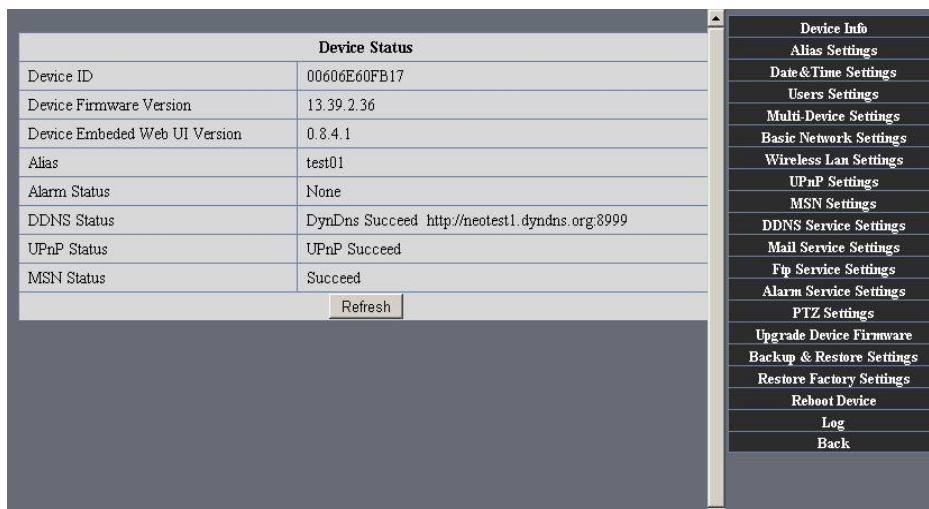 Device Status
Device ID 00606E60FB17
Device Firmware Version 13.39.2.36
Device Embeded Web UI Version 0.8.4.1
Alias test01
Alarm Status None
DDNS Status DynDns Succeed http://neotest1.dyndns.org:8999
UPnP Status UPnP Succeed
MSN Status Succeed
Refresh
Device Info
Alias Settings
Date&Time Settings
Users Settings
Multi-Device Settings
Basic Network Settings
Wireless Lan Settings
UPnP Settings
MSN Settings
DDNS Service Settings
Mail Service Settings
Ftp Service Settings
Alarm Service Settings
PTZ Settings
Upgrade Device Firmware
Backup & Restore Settings
Restore Factory Settings
Reboot Device
Log
Back